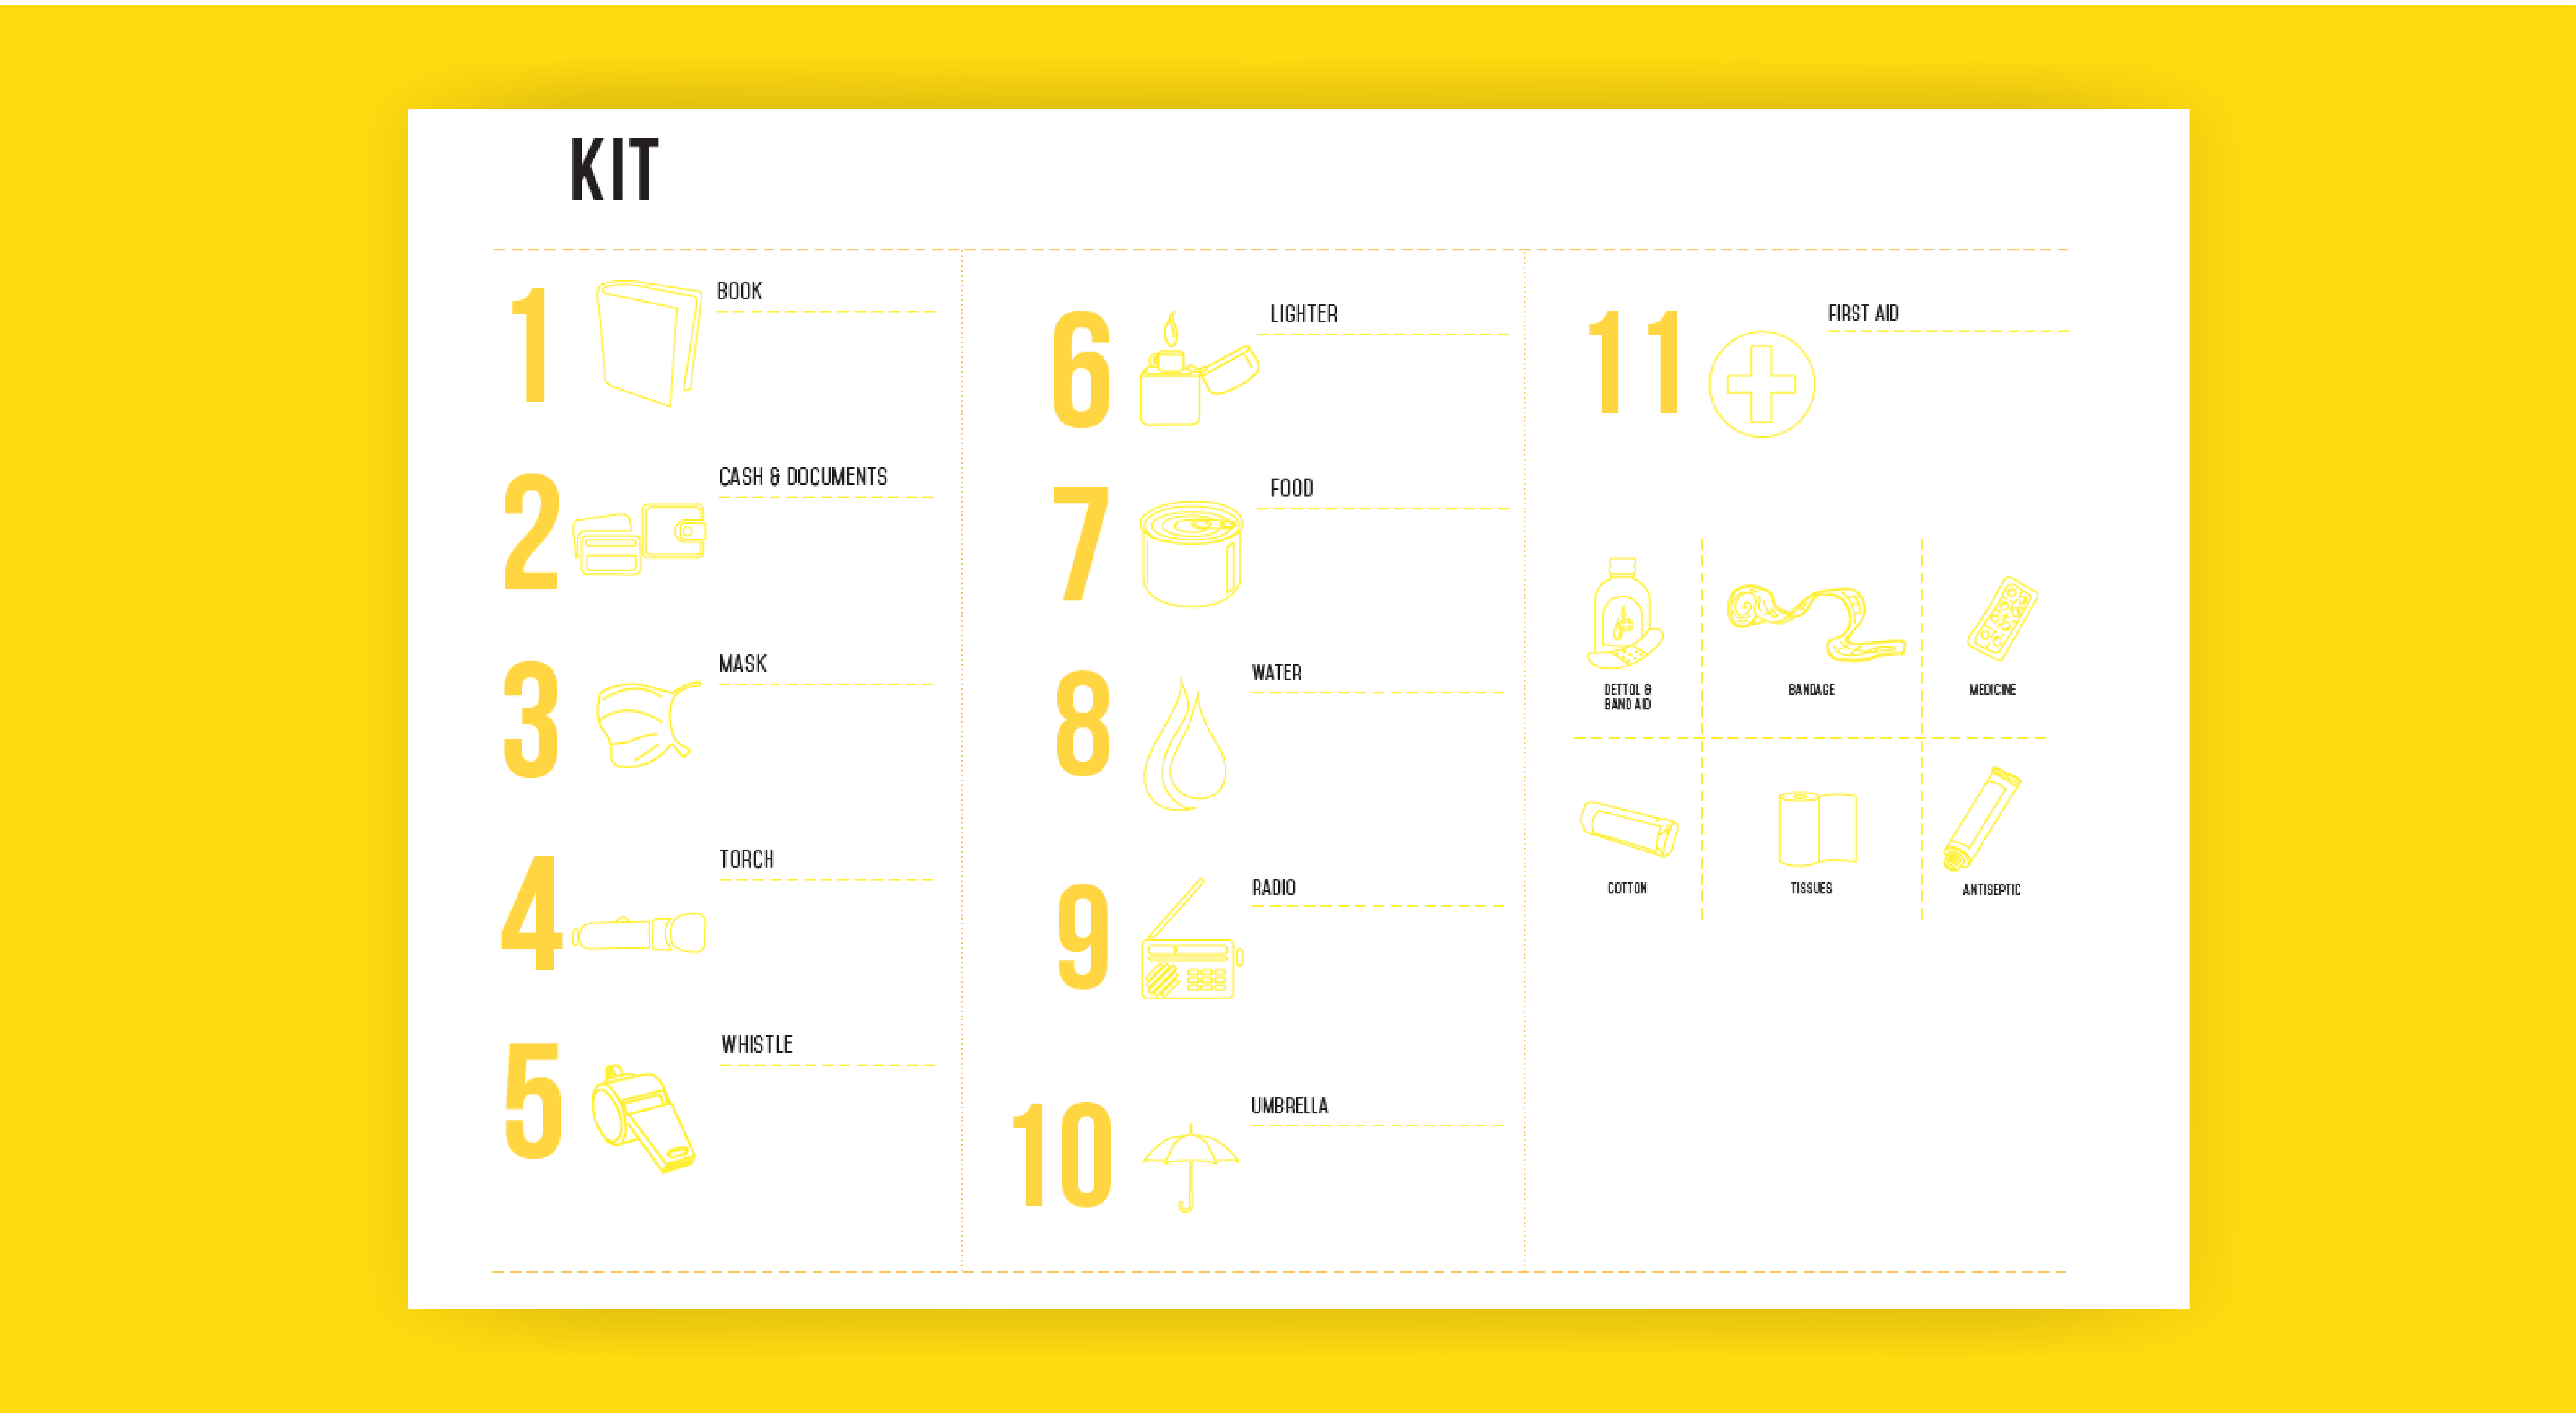 KIT
1
BOOK
2
CASH & DOCUMENTS
3
MASK
4
TORCH
5
WHISTLE
6
LIGHTER
7
FOOD
8
WATER
9
RADIO
10
UMBRELLA
11
FIRST AID
DETTOL &
BAND AID
BANDAGE
MEDICINE
COTTON
TISSUES
ANTISEPTIC